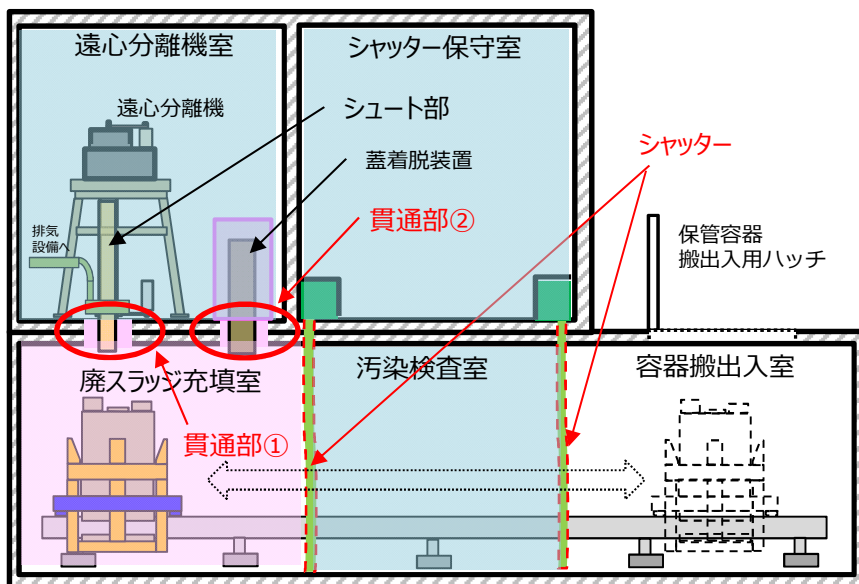 遠心分離機室
シャッター保守室
遠心分離機
シュート部
シャッター
蓋着脱装置
貫通部②
排気
設備へ
保管容器
搬出入用ハッチ
廃スラッジ充填室
汚染検査室
容器搬出入室
貫通部①